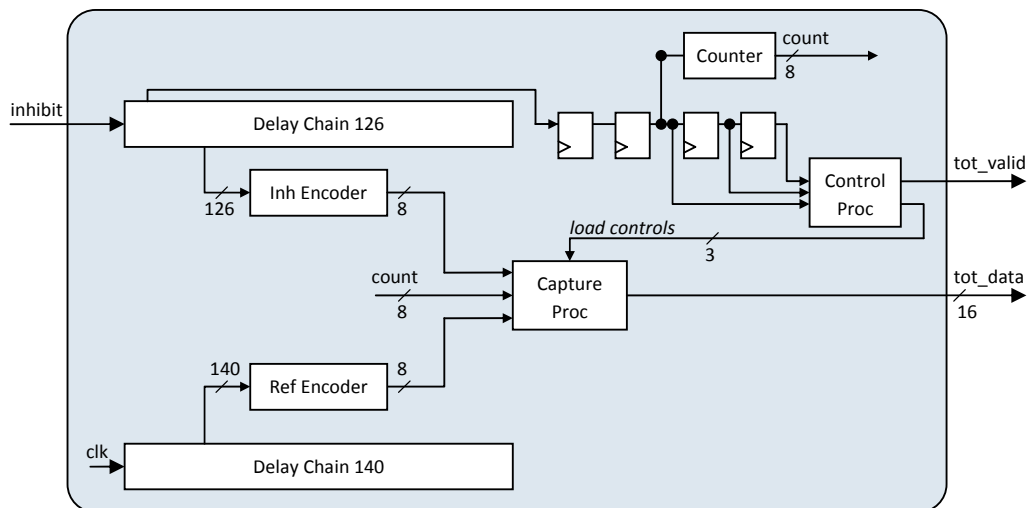 count
Counter
8
inhibit
Delay Chain 126
tot_valid
Control
Proc
126
Inh Encoder
8
load controls
3
count
8
Capture
Proc
tot_data
16
140
Ref Encoder
8
clk
Delay Chain 140